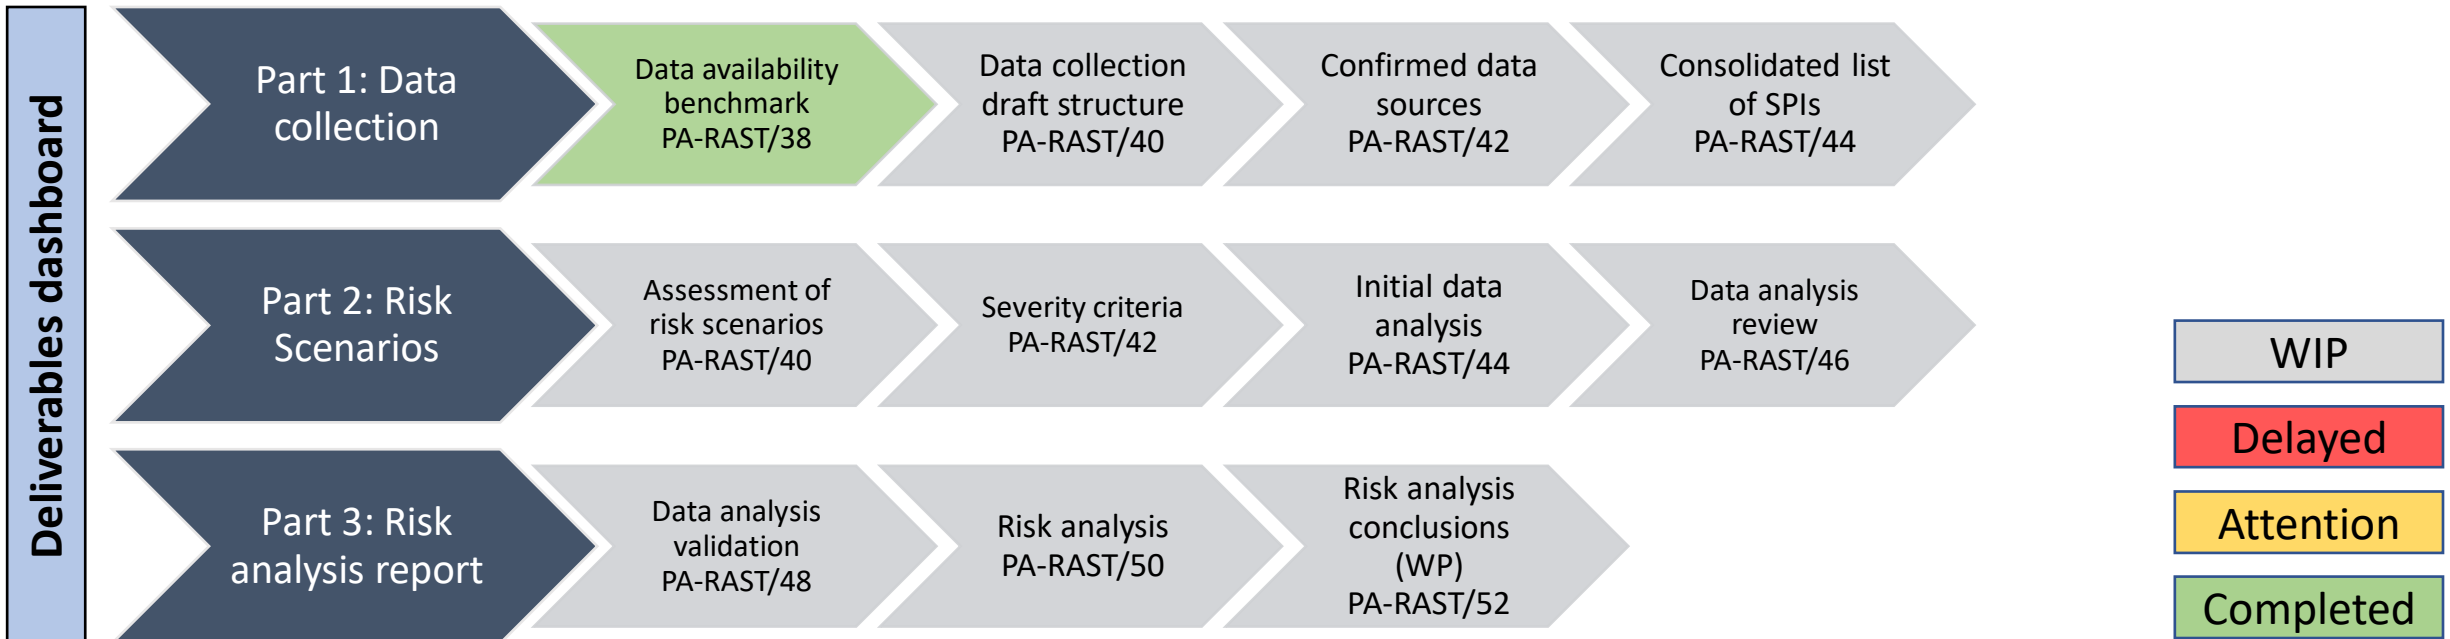 Deliverables dashboard
Part 1: Data
collection
Data availability
benchmark
PA-RAST/38
Data collection
draft structure
PA-RAST/40
Confirmed data
sources
PA-RAST/42
Consolidated list
of SPIs
PA-RAST/44
Part 2: Risk
Scenarios
Assessment of
risk scenarios
PA-RAST/40
Severity criteria
PA-RAST/42
Initial data
analysis
PA-RAST/44
Data analysis
review
PA-RAST/46
Part 3: Risk
analysis report
Data analysis
validation
PA-RAST/48
Risk analysis
PA-RAST/50
Risk analysis
conclusions
(WP)
PA-RAST/52
WIP
Delayed
Attention
Completed